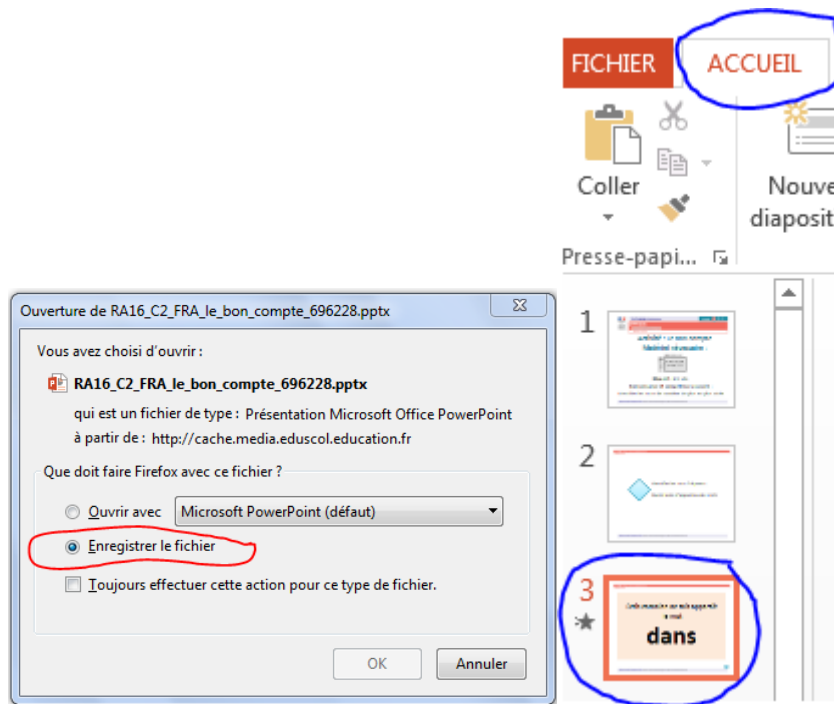 FICHIER
ACCUEIL
Coller
Nouve
diaposit
Presse-papi...
Ouverture de RA16_C2_FRA_le_bon_compte_696228.pptx
Vous avez choisi d'ouvrir :
RA16_C2_FRA_le_bon_compte_696228.pptx
qui est un fichier de type : Présentation Microsoft Office PowerPoint
à partir de : http://cache.media.eduscol.education.fr
Que doit faire Firefox avec ce fichier ?
Ouvrir avec Microsoft PowerPoint (défaut)
Enregistrer le fichier
Toujours effectuer cette action pour ce type de fichier.
OK Annuler
1
2
3
dans